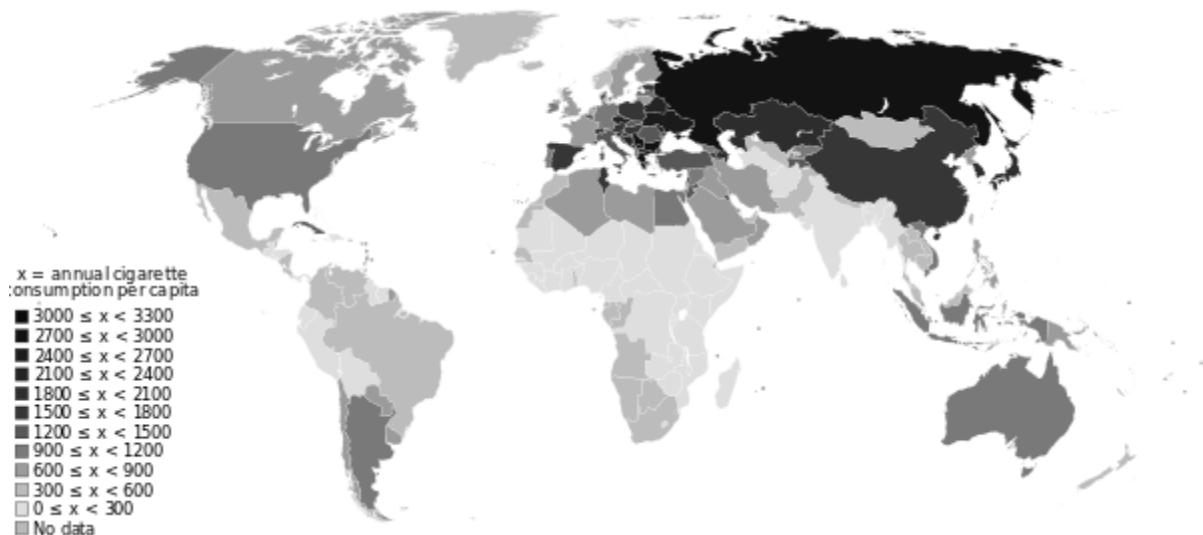 x = annual cigarette
consumption per capita
3000 ≤ x < 3300
2700 ≤ x < 3000
2400 ≤ x < 2700
2100 ≤ x < 2400
1800 ≤ x < 2100
1500 ≤ x < 1800
1200 ≤ x < 1500
900 ≤ x < 1200
600 ≤ x < 900
300 ≤ x < 600
0 ≤ x < 300
No data